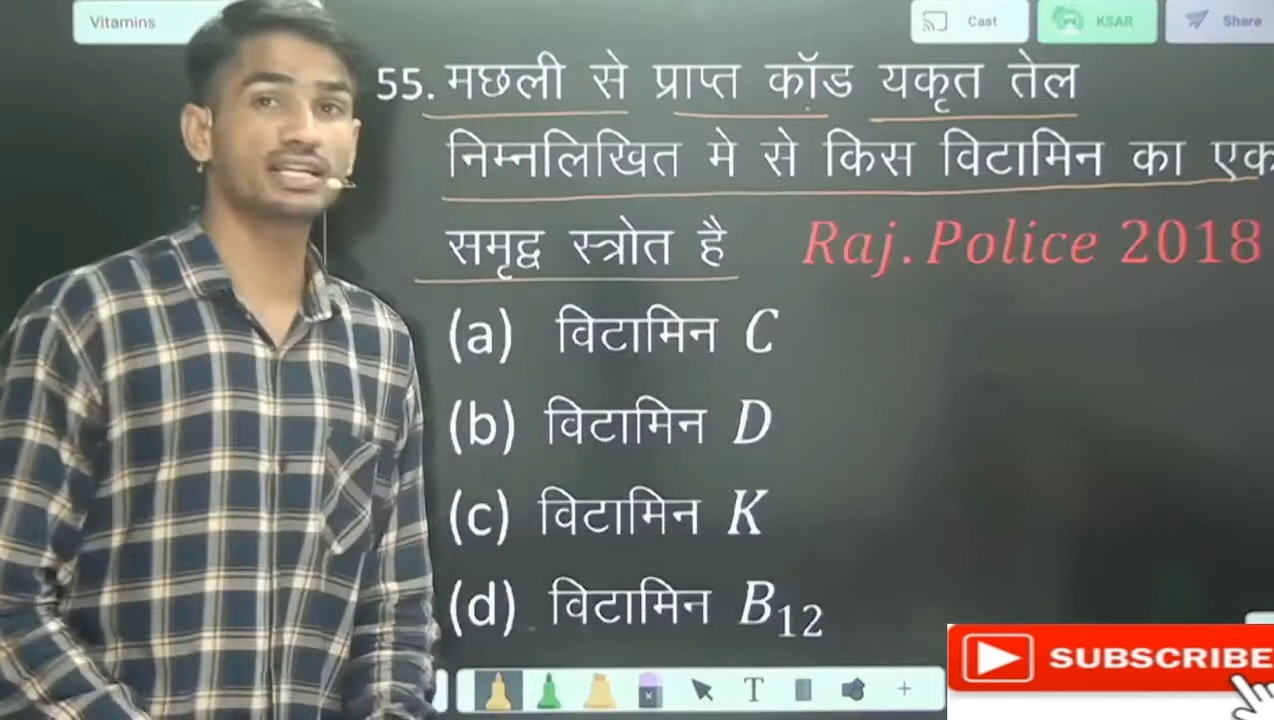 Vitamins
Cast
KSAR
Share
55. मछली से प्राप्त कॉड यकृत तेल
निम्नलिखित मे से किस विटामिन का एक
समृद्व स्त्रोत है Raj. Police 2018
(a) विटामिन C
(b) विटामिन D
(c) विटामिन K
(d) विटामिन B12
T
SUBSCRIBE